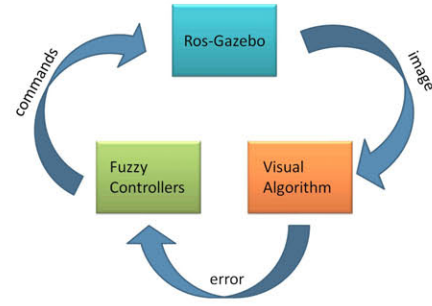 Ros-Gazebo
commands
image
Fuzzy
Controllers
Visual
Algorithm
error